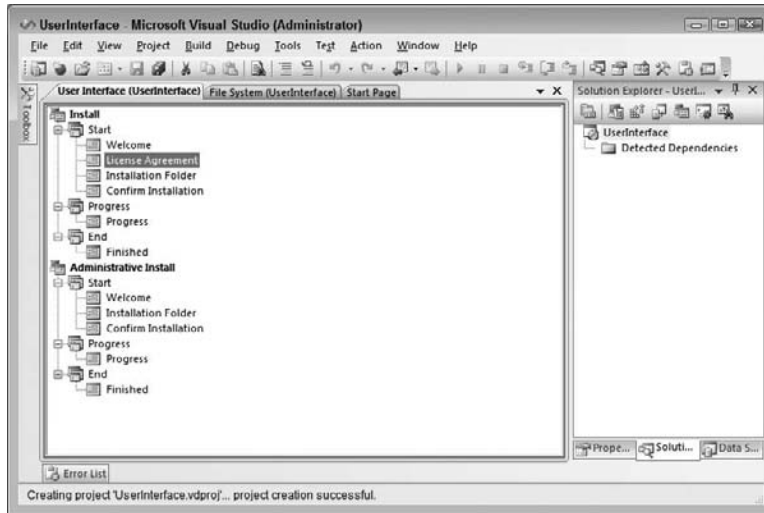 UserInterface - Microsoft Visual Studio (Administrator)
File Edit View Project Build Debug Tools Test Action Window Help
Toolbox
User Interface (UserInterface) File System (UserInterface) Start Page
Install
Start
Welcome
License Agreement
Installation Folder
Confirm Installation
Progress
Progress
End
Finished
Administrative Install
Start
Welcome
Installation Folder
Confirm Installation
Progress
Progress
End
Finished
Solution Explorer - UserI...
UserInterface
Detected Dependencies
Prope... Soluti... Data S...
Error List
Creating project 'UserInterface.vdproj'... project creation successful.